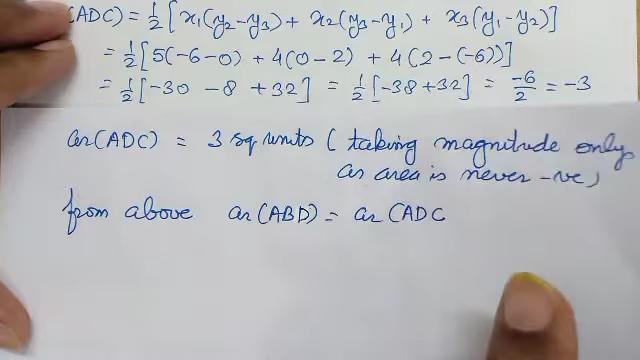 (ADC) = 1/2 [x₁(y₂-y₃) + x₂(y₃-y₁) + x₃(y₁-y₂)]
= 1/2 [5(-6-0) + 4(0-2) + 4(2-(-6))]
= 1/2 [-30 -8 +32] = 1/2 [-38+32] = -6/2 = -3
ar(ADC) = 3 sq units (taking magnitude only
as area is never -ve)
from above ar(ABD) = ar(ADC